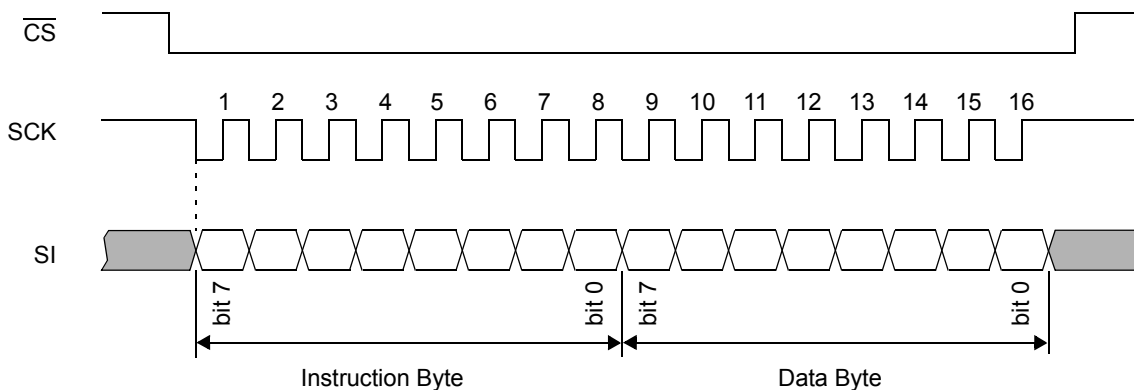 CS
1 2 3 4 5 6 7 8 9 10 11 12 13 14 15 16
SCK
SI
bit 7 bit 0 bit 7 bit 0
Instruction Byte Data Byte